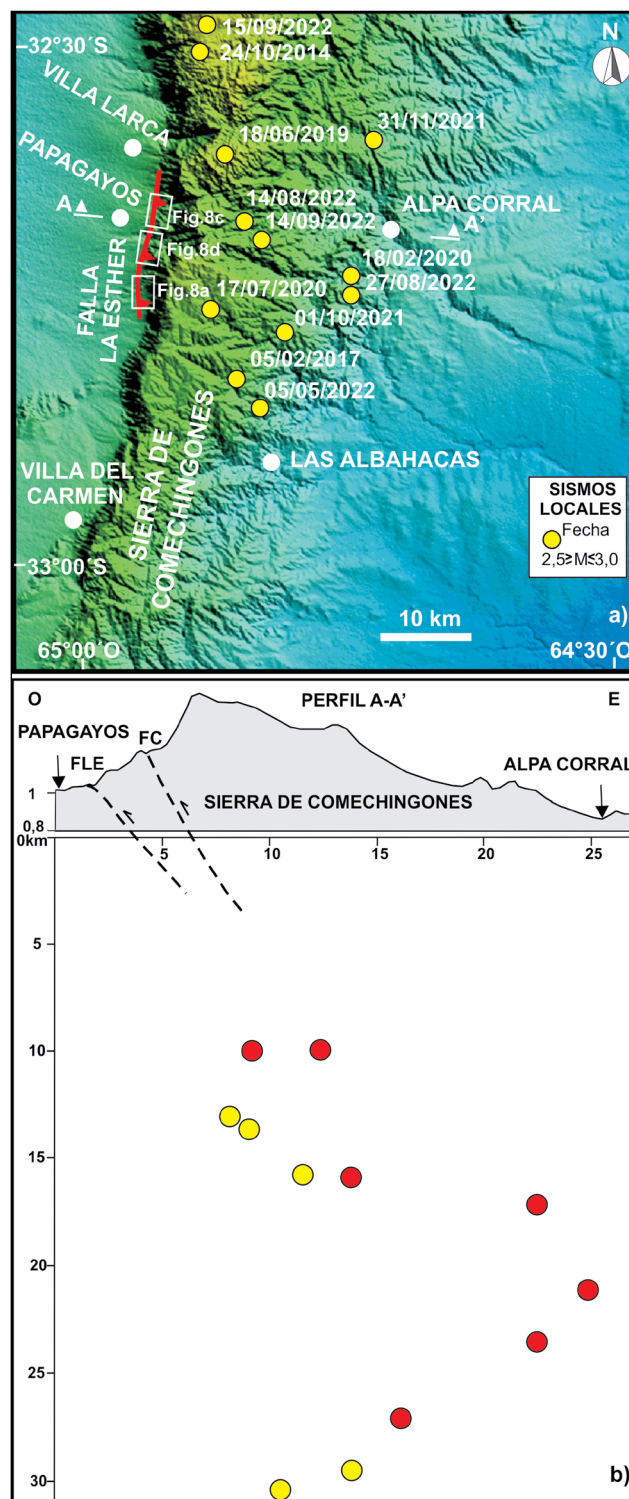 15/09/2022
−32°30´S
24/10/2014
N
VILLA LARCA
31/11/2021
18/06/2019
PAPAGAYOS
A
Fig.8c
14/08/2022
14/09/2022
ALPA CORRAL
A'
Fig.8d
18/02/2020
FALLA
LA ESTHER
Fig.8a
17/07/2020
27/08/2022
01/10/2021
05/02/2017
05/05/2022
SIERRA DE
COMECHINGONES
LAS ALBAHACAS
VILLA DEL
CARMEN
SISMOS
LOCALES
Fecha
2,5≥M≤3,0
−33°00´S
10 km
a)
65°00´O
64°30´O
O
PERFIL A-A'
E
PAPAGAYOS
FC
FLE
ALPA CORRAL
1
SIERRA DE COMECHINGONES
0,8
0km
5
10
15
20
25
5
10
15
20
25
30
b)